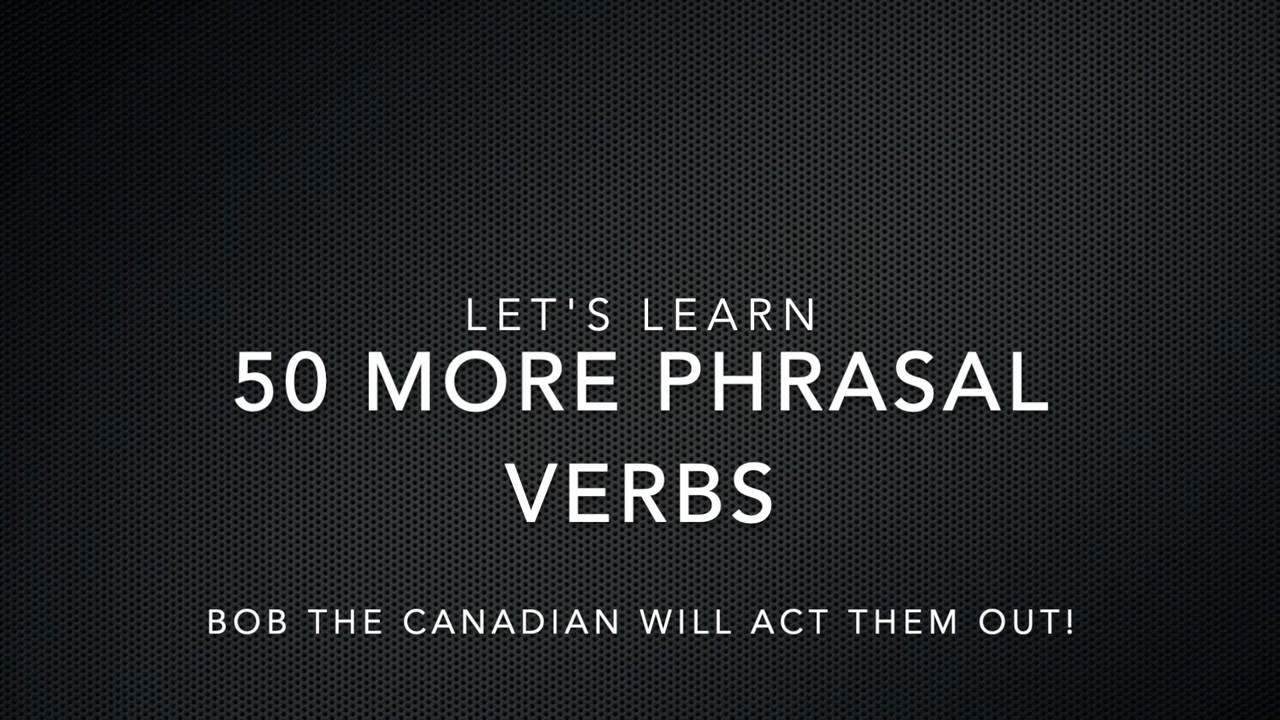 LET'S LEARN
50 MORE PHRASAL
VERBS
BOB THE CANADIAN WILL ACT THEM OUT!